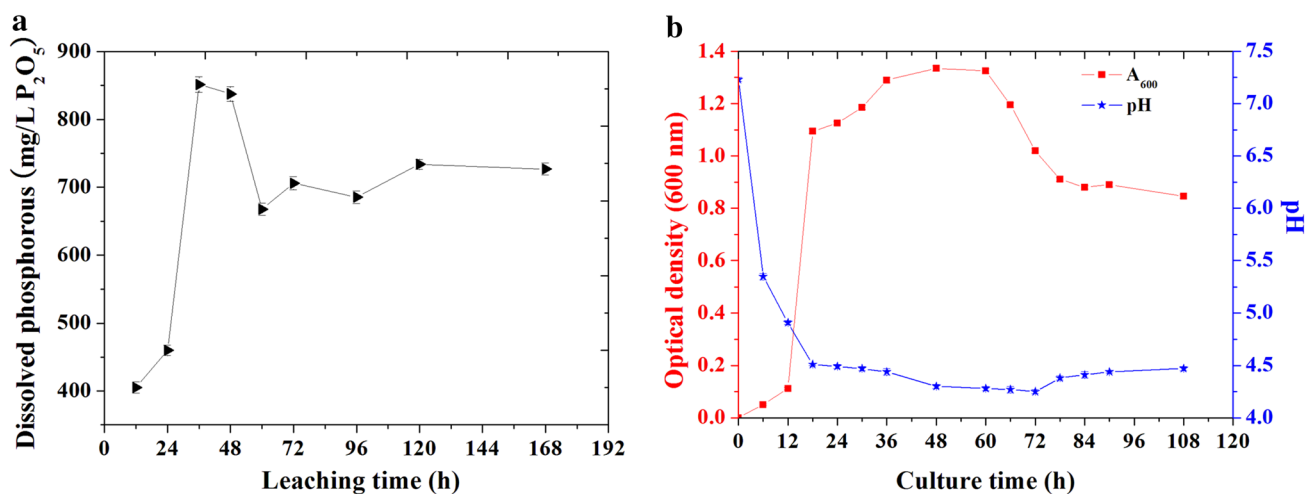 a
Dissolved phosphorous (mg/L P₂O₅)
900
800
700
600
500
400
0 24 48 72 96 120 144 168 192
Leaching time (h)
b
Optical density (600 nm)
1.4
1.2
1.0
0.8
0.6
0.4
0.2
0.0
0 12 24 36 48 60 72 84 96 108 120
Culture time (h)
A₆₀₀
pH
7.5
7.0
6.5
6.0
5.5
5.0
4.5
4.0
pH